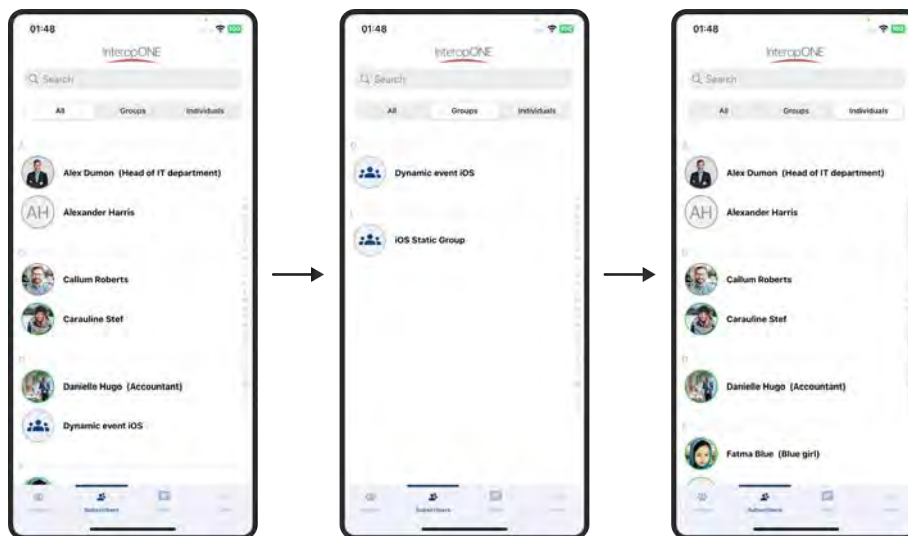 01:48
InteropONE
Search
All Groups Individuals
A
Alex Dumon (Head of IT department)
AH Alexander Harris
C
Callum Roberts
Carauline Stef
D
Danielle Hugo (Accountant)
Dynamic event iOS
Subscribers
01:48
InteropONE
Search
All Groups Individuals
D
Dynamic event iOS
I
iOS Static Group
Subscribers
01:48
InteropONE
Search
All Groups Individuals
A
Alex Dumon (Head of IT department)
AH Alexander Harris
C
Callum Roberts
Carauline Stef
D
Danielle Hugo (Accountant)
F
Fatma Blue (Blue girl)
Subscribers